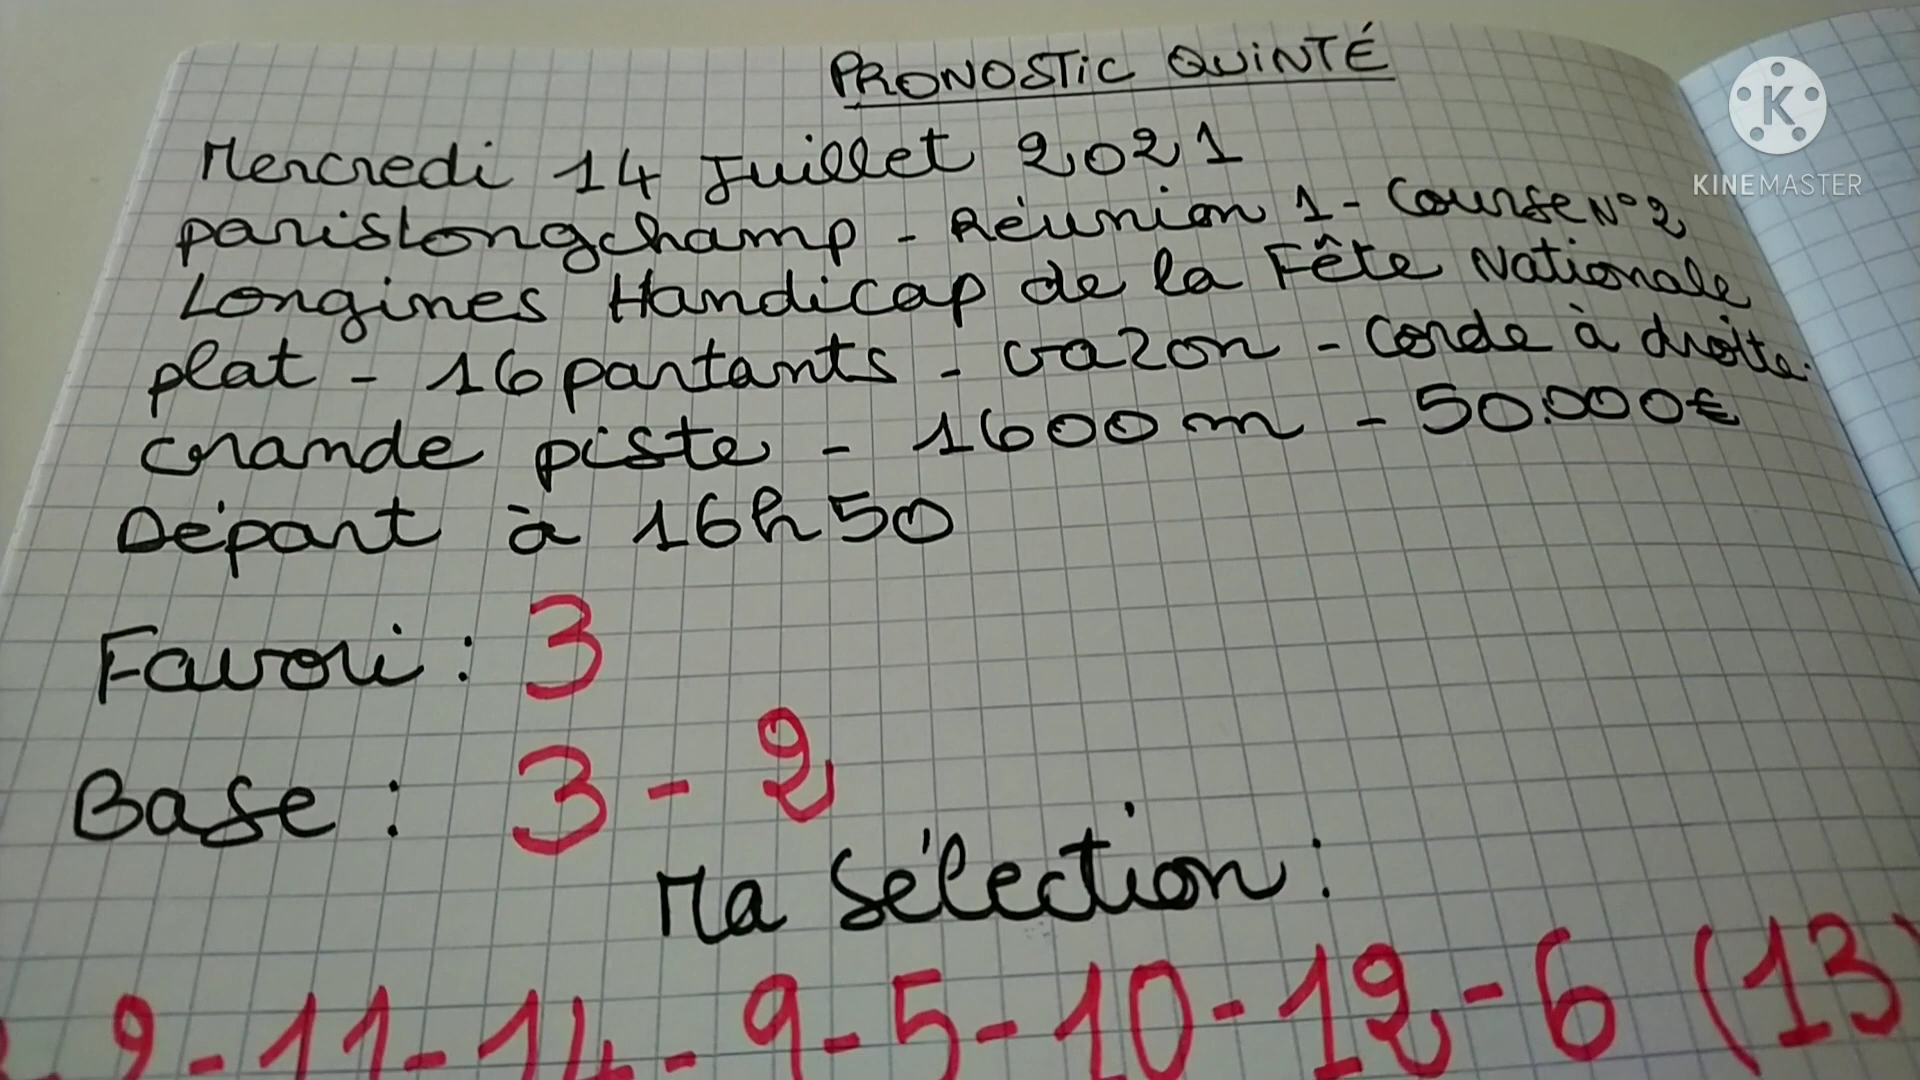 PRONOSTIC QUINTÉ
Mercredi 14 Juillet 2021
parisLongchamp - Réunion 1 - Course N°2
Longines Handicap de la Fête Nationale
plat - 16 partants - Gazon - Corde à droite.
Grande piste - 1600 m - 50.000€
Départ à 16h50
Favori : 3
Base : 3 - 2
Ma Sélection :
2 - 11 - 14 - 9 - 5 - 10 - 12 - 6 (13)
K
KINEMASTER